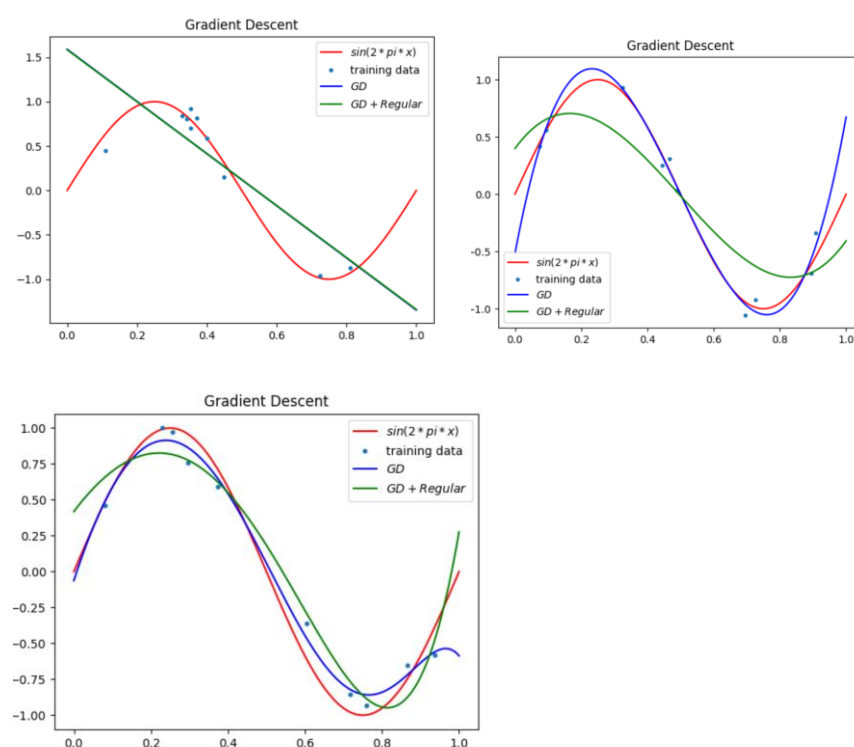 Gradient Descent
1.5
1.0
0.5
0.0
-0.5
-1.0
0.0 0.2 0.4 0.6 0.8 1.0
sin(2 * pi * x)
training data
GD
GD + Regular
Gradient Descent
1.0
0.5
0.0
-0.5
-1.0
sin(2 * pi * x)
training data
GD
GD + Regular
0.0 0.2 0.4 0.6 0.8 1.0
Gradient Descent
1.00
0.75
0.50
0.25
0.00
-0.25
-0.50
-0.75
-1.00
sin(2 * pi * x)
training data
GD
GD + Regular
0.0 0.2 0.4 0.6 0.8 1.0